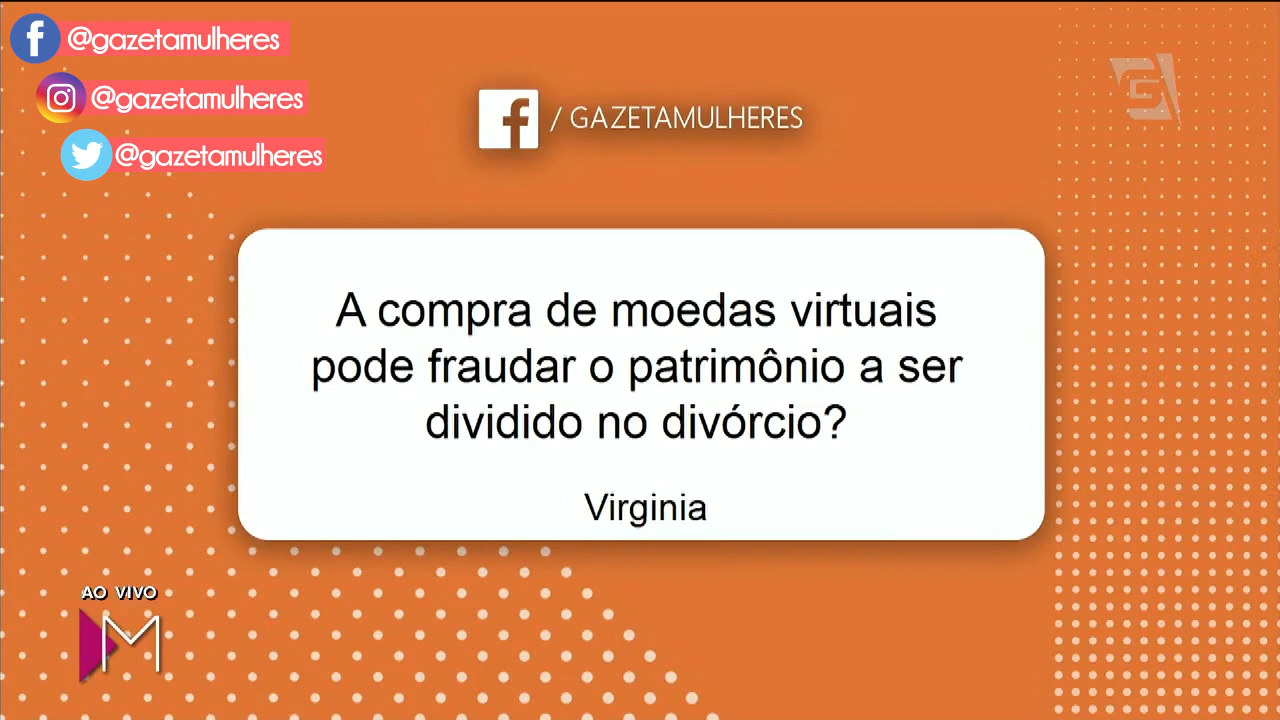 @gazetamulheres
@gazetamulheres
@gazetamulheres
/ GAZETAMULHERES
A compra de moedas virtuais
pode fraudar o patrimônio a ser
dividido no divórcio?
Virginia
AO VIVO
M